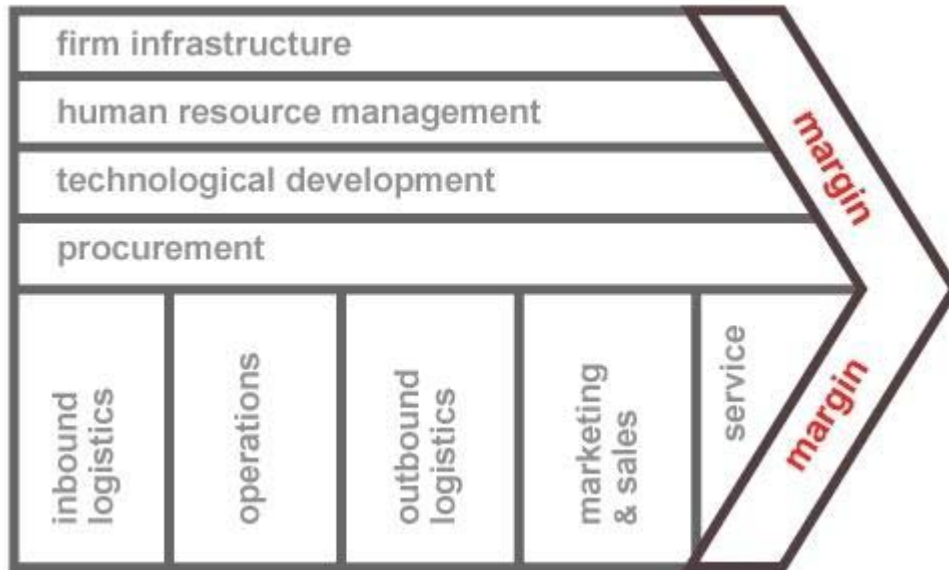 firm infrastructure
human resource management
technological development
procurement
inbound
logistics
operations
outbound
logistics
marketing
& sales
service
margin
margin